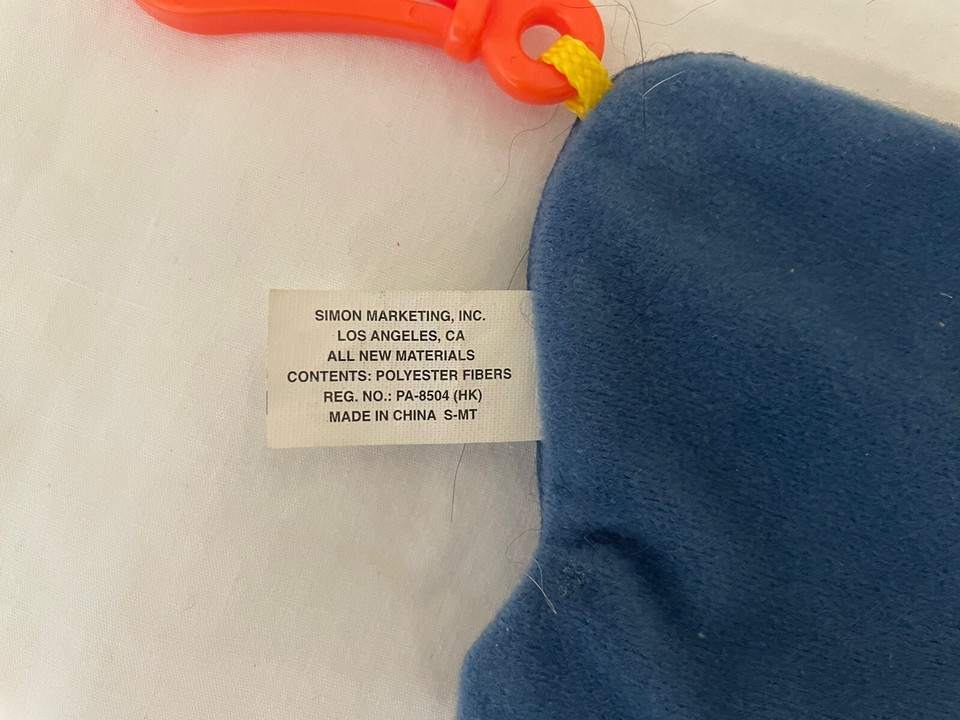 SIMON MARKETING, INC.
LOS ANGELES, CA
ALL NEW MATERIALS
CONTENTS: POLYESTER FIBERS
REG. NO.: PA-8504 (HK)
MADE IN CHINA S-MT